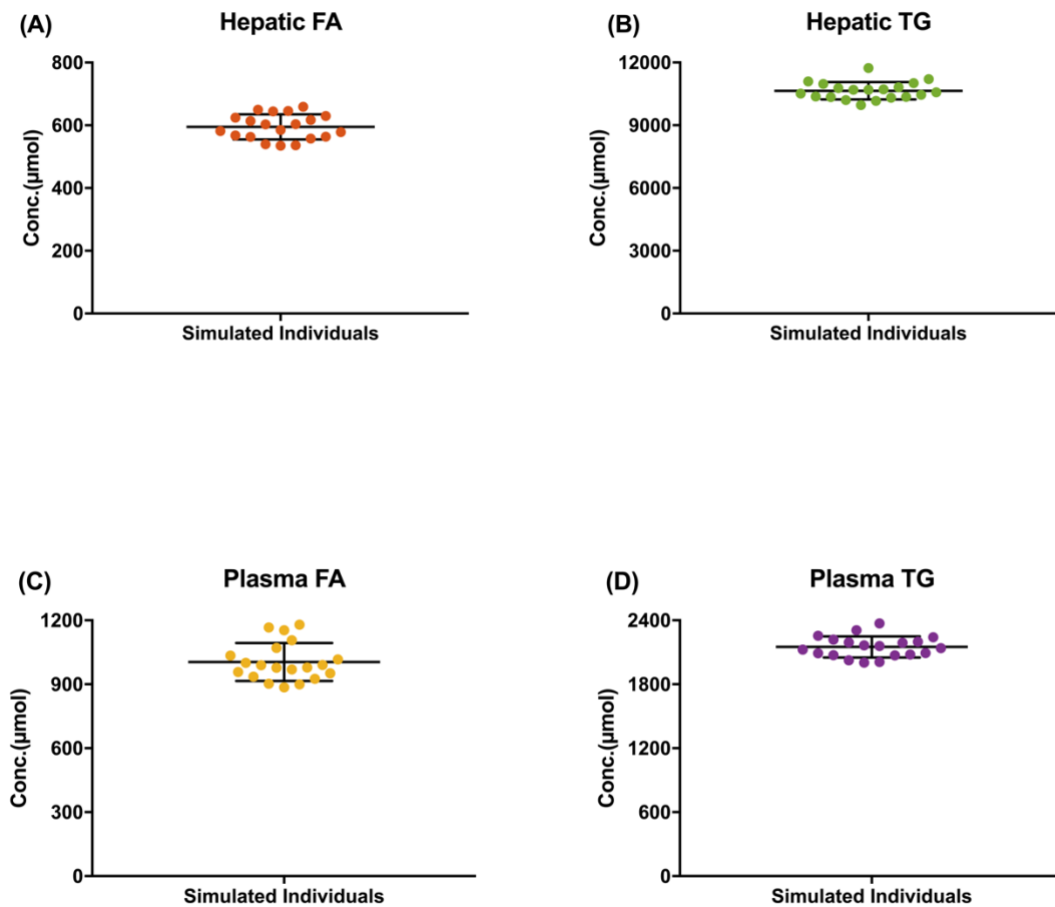 (A)
Hepatic FA
800
600
400
200
0
Conc.(µmol)
Simulated Individuals
(B)
Hepatic TG
12000
9000
6000
3000
0
Conc.(µmol)
Simulated Individuals
(C)
Plasma FA
1200
900
600
300
0
Conc.(µmol)
Simulated Individuals
(D)
Plasma TG
2400
1800
1200
600
0
Conc.(µmol)
Simulated Individuals